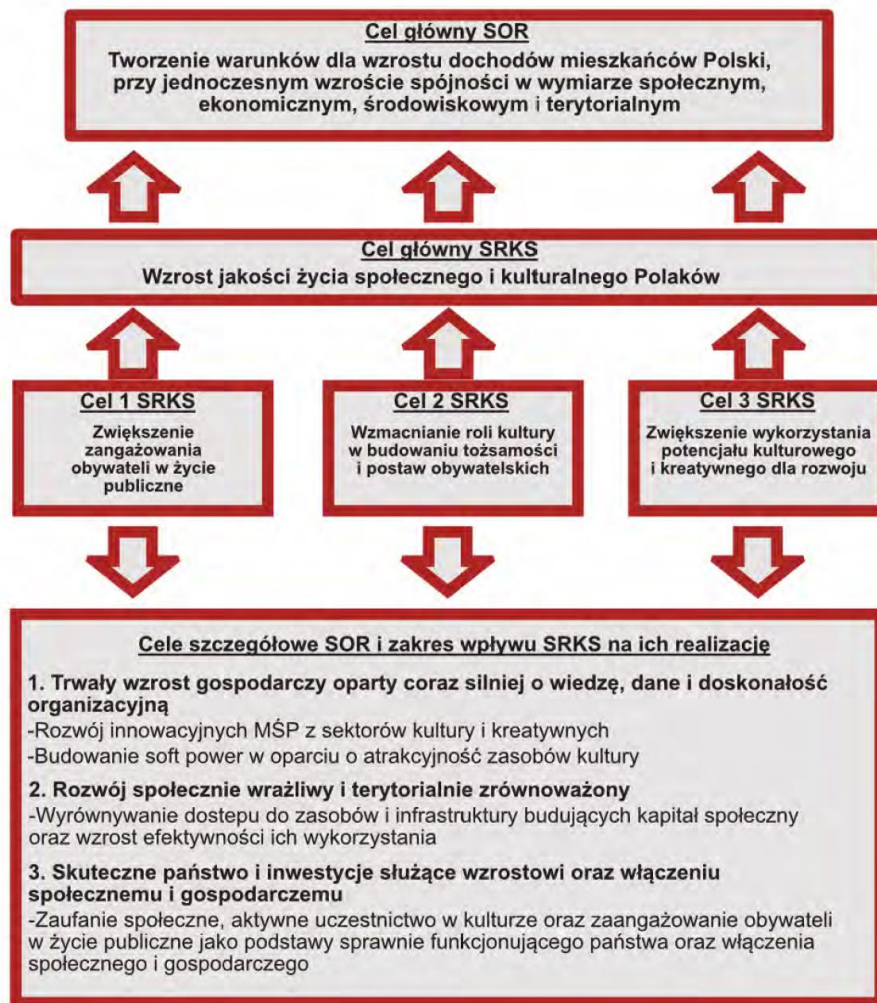 Cel główny SOR
Tworzenie warunków dla wzrostu dochodów mieszkańców Polski,
przy jednoczesnym wzroście spójności w wymiarze społecznym,
ekonomicznym, środowiskowym i terytorialnym
Cel główny SRKS
Wzrost jakości życia społecznego i kulturalnego Polaków
Cel 1 SRKS
Zwiększenie
zangażowania
obywateli w życie
publiczne
Cel 2 SRKS
Wzmacnianie roli kultury
w budowaniu tożsamości
i postaw obywatelskich
Cel 3 SRKS
Zwiększenie wykorzystania
potencjału kulturowego
i kreatywnego dla rozwoju
Cele szczegółowe SOR i zakres wpływu SRKS na ich realizację
1. Trwały wzrost gospodarczy oparty coraz silniej o wiedzę, dane i doskonałość
organizacyjną
-Rozwój innowacyjnych MŚP z sektorów kultury i kreatywnych
-Budowanie soft power w oparciu o atrakcyjność zasobów kultury
2. Rozwój społecznie wrażliwy i terytorialnie zrównoważony
-Wyrównywanie dostepu do zasobów i infrastruktury budujących kapitał społeczny
oraz wzrost efektywności ich wykorzystania
3. Skuteczne państwo i inwestycje służące wzrostowi oraz włączeniu
społecznemu i gospodarczemu
-Zaufanie społeczne, aktywne uczestnictwo w kulturze oraz zaangażowanie obywateli
w życie publiczne jako podstawy sprawnie funkcjonującego państwa oraz włączenia
społecznego i gospodarczego